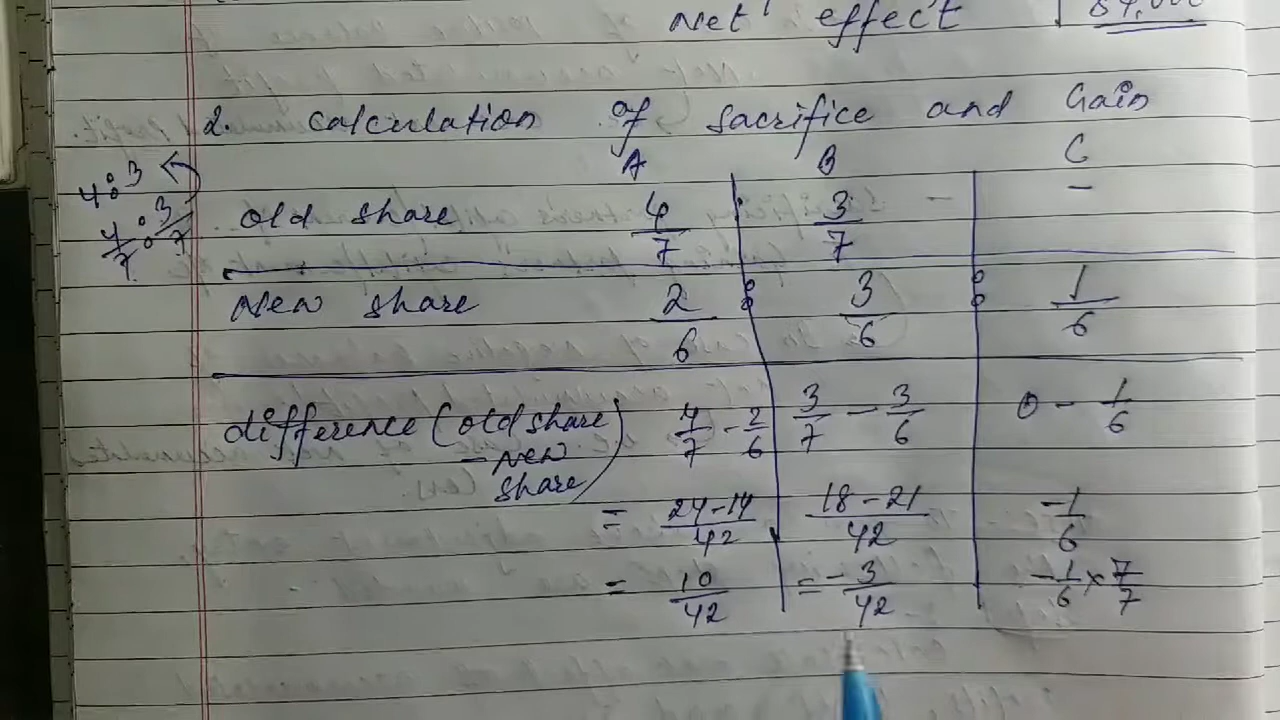 Net effect
2. Calculation of Sacrifice and Gain
A B C
4:3
4/7 : 3/7
Old share 4/7 : 3/7 - -
New share 2/6 : 3/6 : 1/6
difference (old share - New share) 4/7 - 2/6 3/7 - 3/6 0 - 1/6
= 24-14/42 18-21/42 -1/6
= 10/42 = -3/42 -1/6 × 7/7